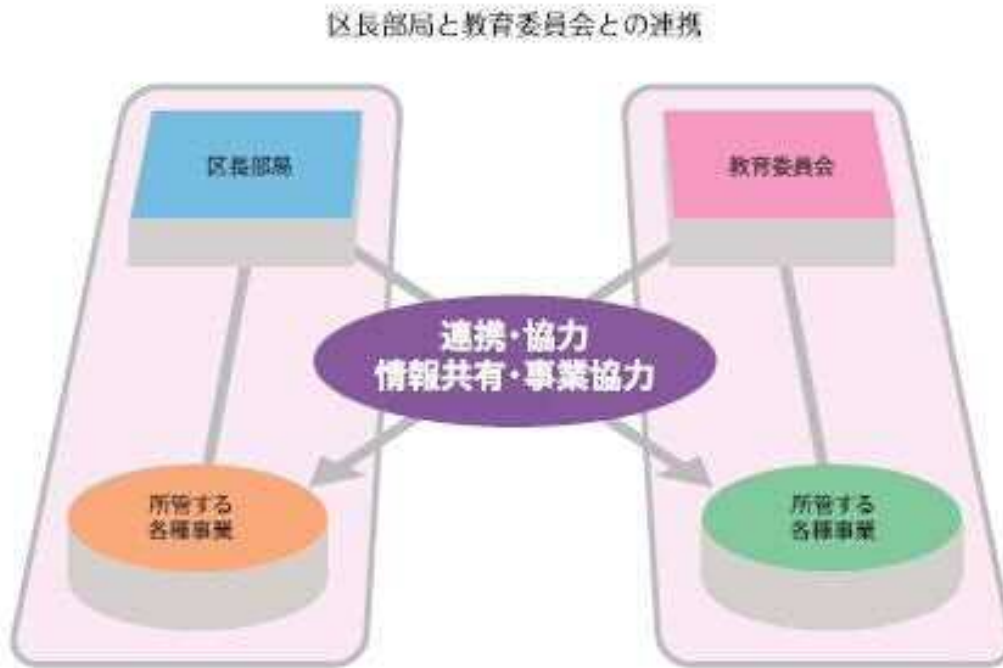 区長部局と教育委員会との連携
区長部局
教育委員会
連携・協力
情報共有・事業協力
所管する
各種事業
所管する
各種事業